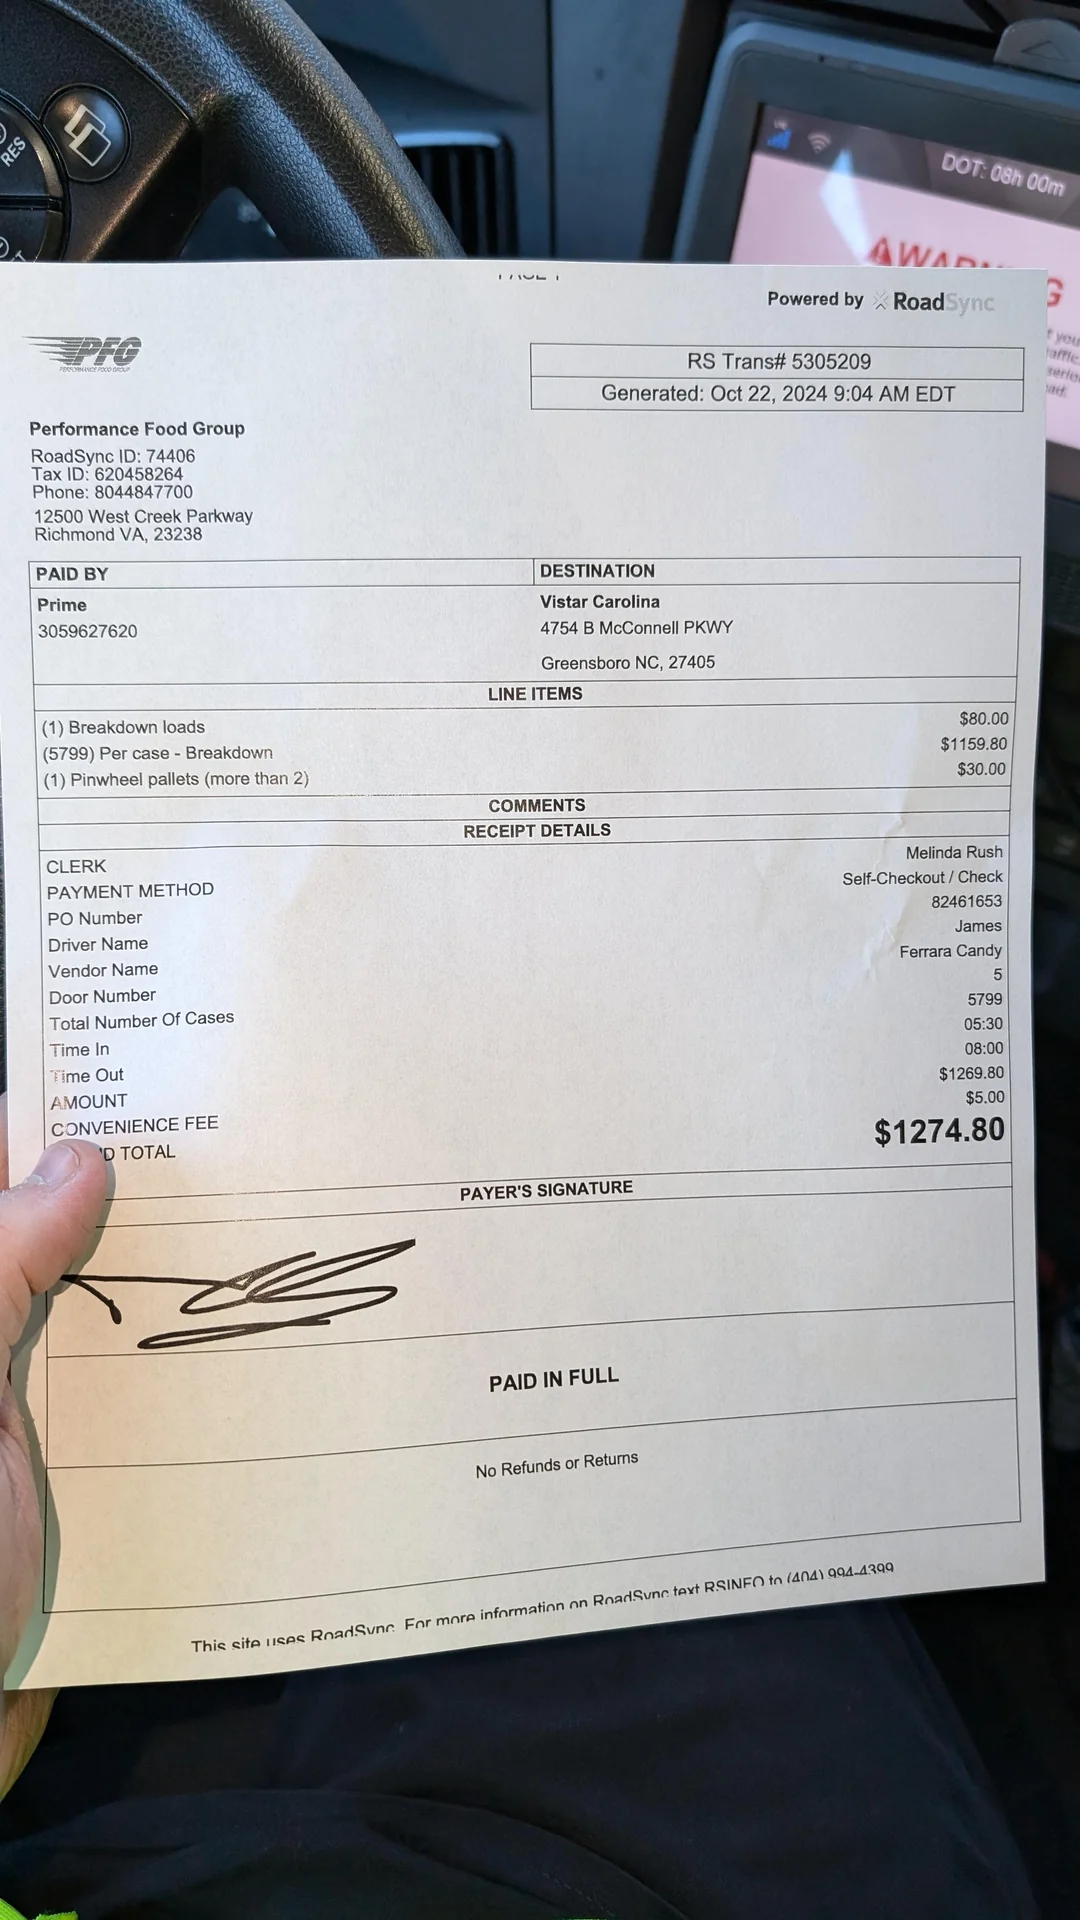 RES
DOT: 08h 00m
WARN
G
PAGE 1
Powered by RoadSync
PFG
PERFORMANCE FOOD GROUP
RS Trans# 5305209
Generated: Oct 22, 2024 9:04 AM EDT
Performance Food Group
RoadSync ID: 74406
Tax ID: 620458264
Phone: 8044847700
12500 West Creek Parkway
Richmond VA, 23238
PAID BY DESTINATION
Prime Vistar Carolina
3059627620 4754 B McConnell PKWY
Greensboro NC, 27405
LINE ITEMS
(1) Breakdown loads $80.00
(5799) Per case - Breakdown $1159.80
(1) Pinwheel pallets (more than 2) $30.00
COMMENTS
RECEIPT DETAILS
CLERK Melinda Rush
PAYMENT METHOD Self-Checkout / Check
PO Number 82461653
Driver Name James
Vendor Name Ferrara Candy
Door Number 5
Total Number Of Cases 5799
Time In 05:30
Time Out 08:00
AMOUNT $1269.80
CONVENIENCE FEE $5.00
D TOTAL $1274.80
PAYER'S SIGNATURE
PAID IN FULL
No Refunds or Returns
This site uses RoadSync. For more information on RoadSync text RSINFO to (404) 994-4399